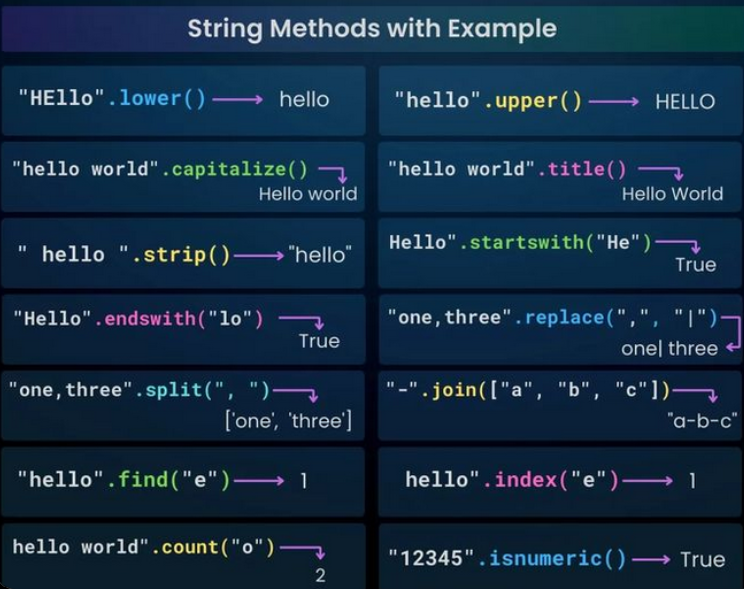 String Methods with Example
"HEllo".lower() hello
"hello".upper() HELLO
"hello world".capitalize()
Hello world
"hello world".title()
Hello World
" hello ".strip() "hello"
Hello".startswith("He")
True
"Hello".endswith("lo")
True
"one,three".replace(",", "|")
one| three
"one,three".split(", ")
['one', 'three']
"-".join(["a", "b", "c"])
"a-b-c"
"hello".find("e") 1
hello".index("e") 1
hello world".count("o")
2
"12345".isnumeric() True